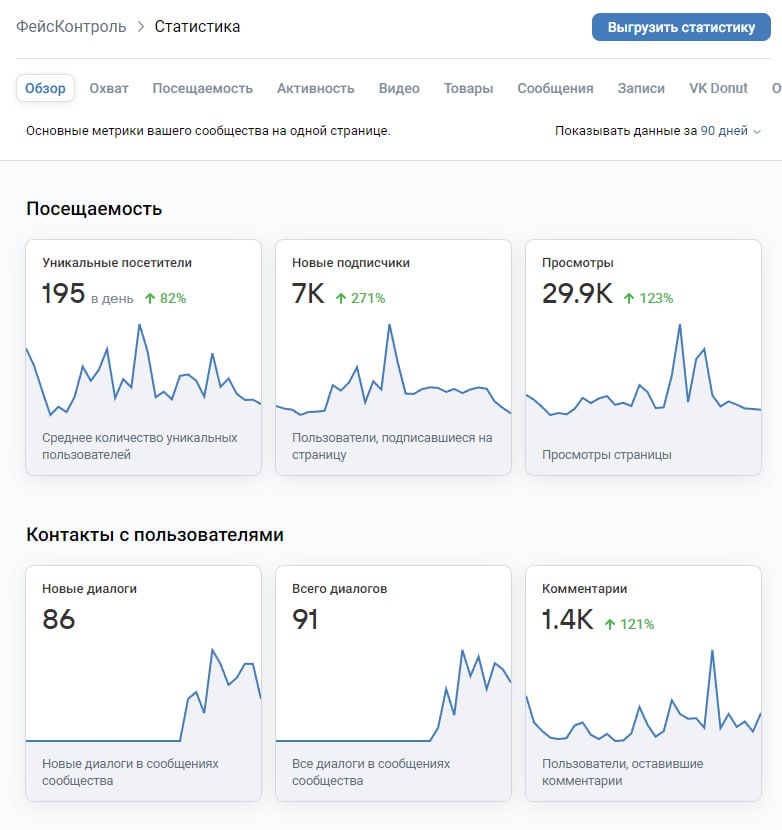 ФейсКонтроль > Статистика
Выгрузить статистику
Обзор Охват Посещаемость Активность Видео Товары Сообщения Записи VK Donut О
Основные метрики вашего сообщества на одной странице. Показывать данные за 90 дней
Посещаемость
Уникальные посетители
195 в день ↑ 82%
Среднее количество уникальных
пользователей
Новые подписчики
7K ↑ 271%
Пользователи, подписавшиеся на
страницу
Просмотры
29.9K ↑ 123%
Просмотры страницы
Контакты с пользователями
Новые диалоги
86
Новые диалоги в сообщениях
сообщества
Всего диалогов
91
Все диалоги в сообщениях
сообщества
Комментарии
1.4K ↑ 121%
Пользователи, оставившие
комментарии